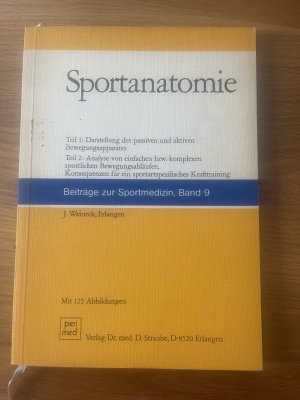 Sportanatomie
Teil 1: Darstellung des passiven und aktiven
Bewegungsapparates
Teil 2: Analyse von einfachen bzw. komplexen
sportlichen Bewegungsabläufen,
Konsequenzen für ein sportartspezifisches Krafttraining
Beiträge zur Sportmedizin, Band 9
J. Weineck, Erlangen
Mit 125 Abbildungen
peri
med
Verlag Dr. med. D. Straube, D-8520 Erlangen